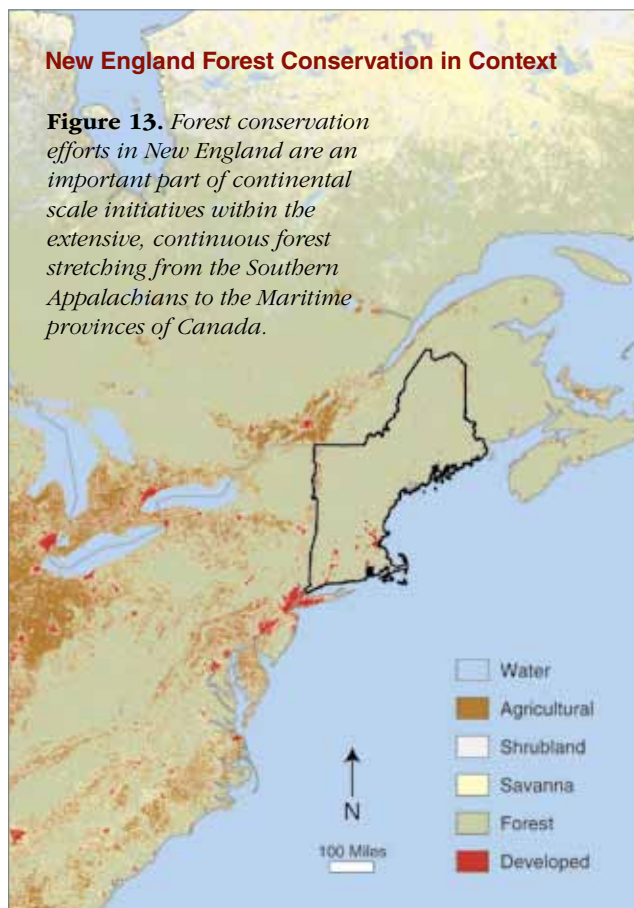 New England Forest Conservation in Context
Figure 13. Forest conservation
efforts in New England are an
important part of continental
scale initiatives within the
extensive, continuous forest
stretching from the Southern
Appalachians to the Maritime
provinces of Canada.
Water
Agricultural
Shrubland
Savanna
Forest
Developed
N
100 Miles